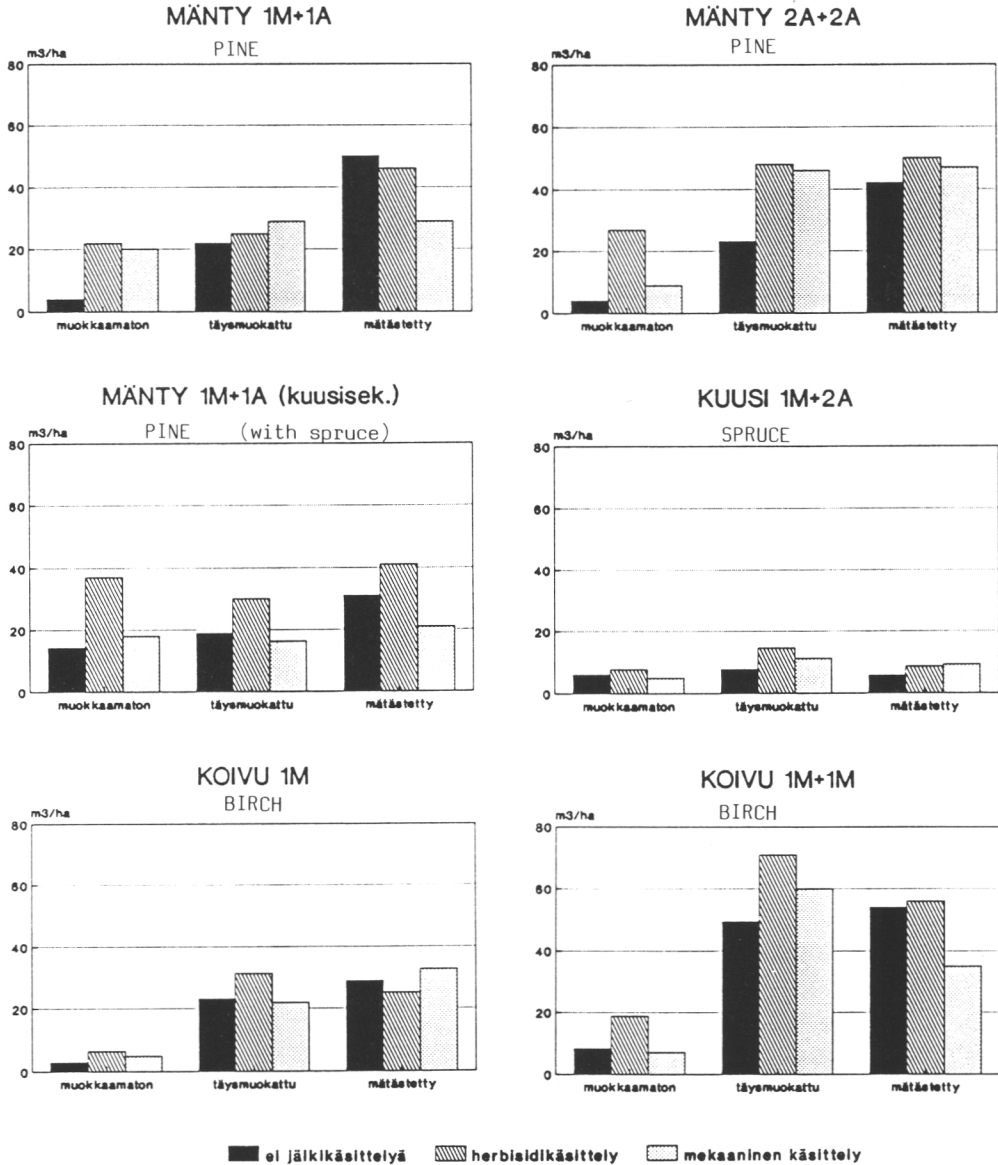 MÄNTY 1M+1A
m3/ha
PINE
80
60
40
20
0
muokkaamaton täysmuokattu mätästetty
MÄNTY 2A+2A
m3/ha
PINE
80
60
40
20
0
muokkaamaton täysmuokattu mätästetty
MÄNTY 1M+1A (kuusisek.)
m3/ha
PINE (with spruce)
80
60
40
20
0
muokkaamaton täysmuokattu mätästetty
KUUSI 1M+2A
m3/ha
SPRUCE
80
60
40
20
0
muokkaamaton täysmuokattu mätästetty
KOIVU 1M
m3/ha
BIRCH
80
60
40
20
0
muokkaamaton täysmuokattu mätästetty
KOIVU 1M+1M
m3/ha
BIRCH
80
60
40
20
0
muokkaamaton täysmuokattu mätästetty
ei jälkikäsittelyä herbisidikäsittely mekaaninen käsittely